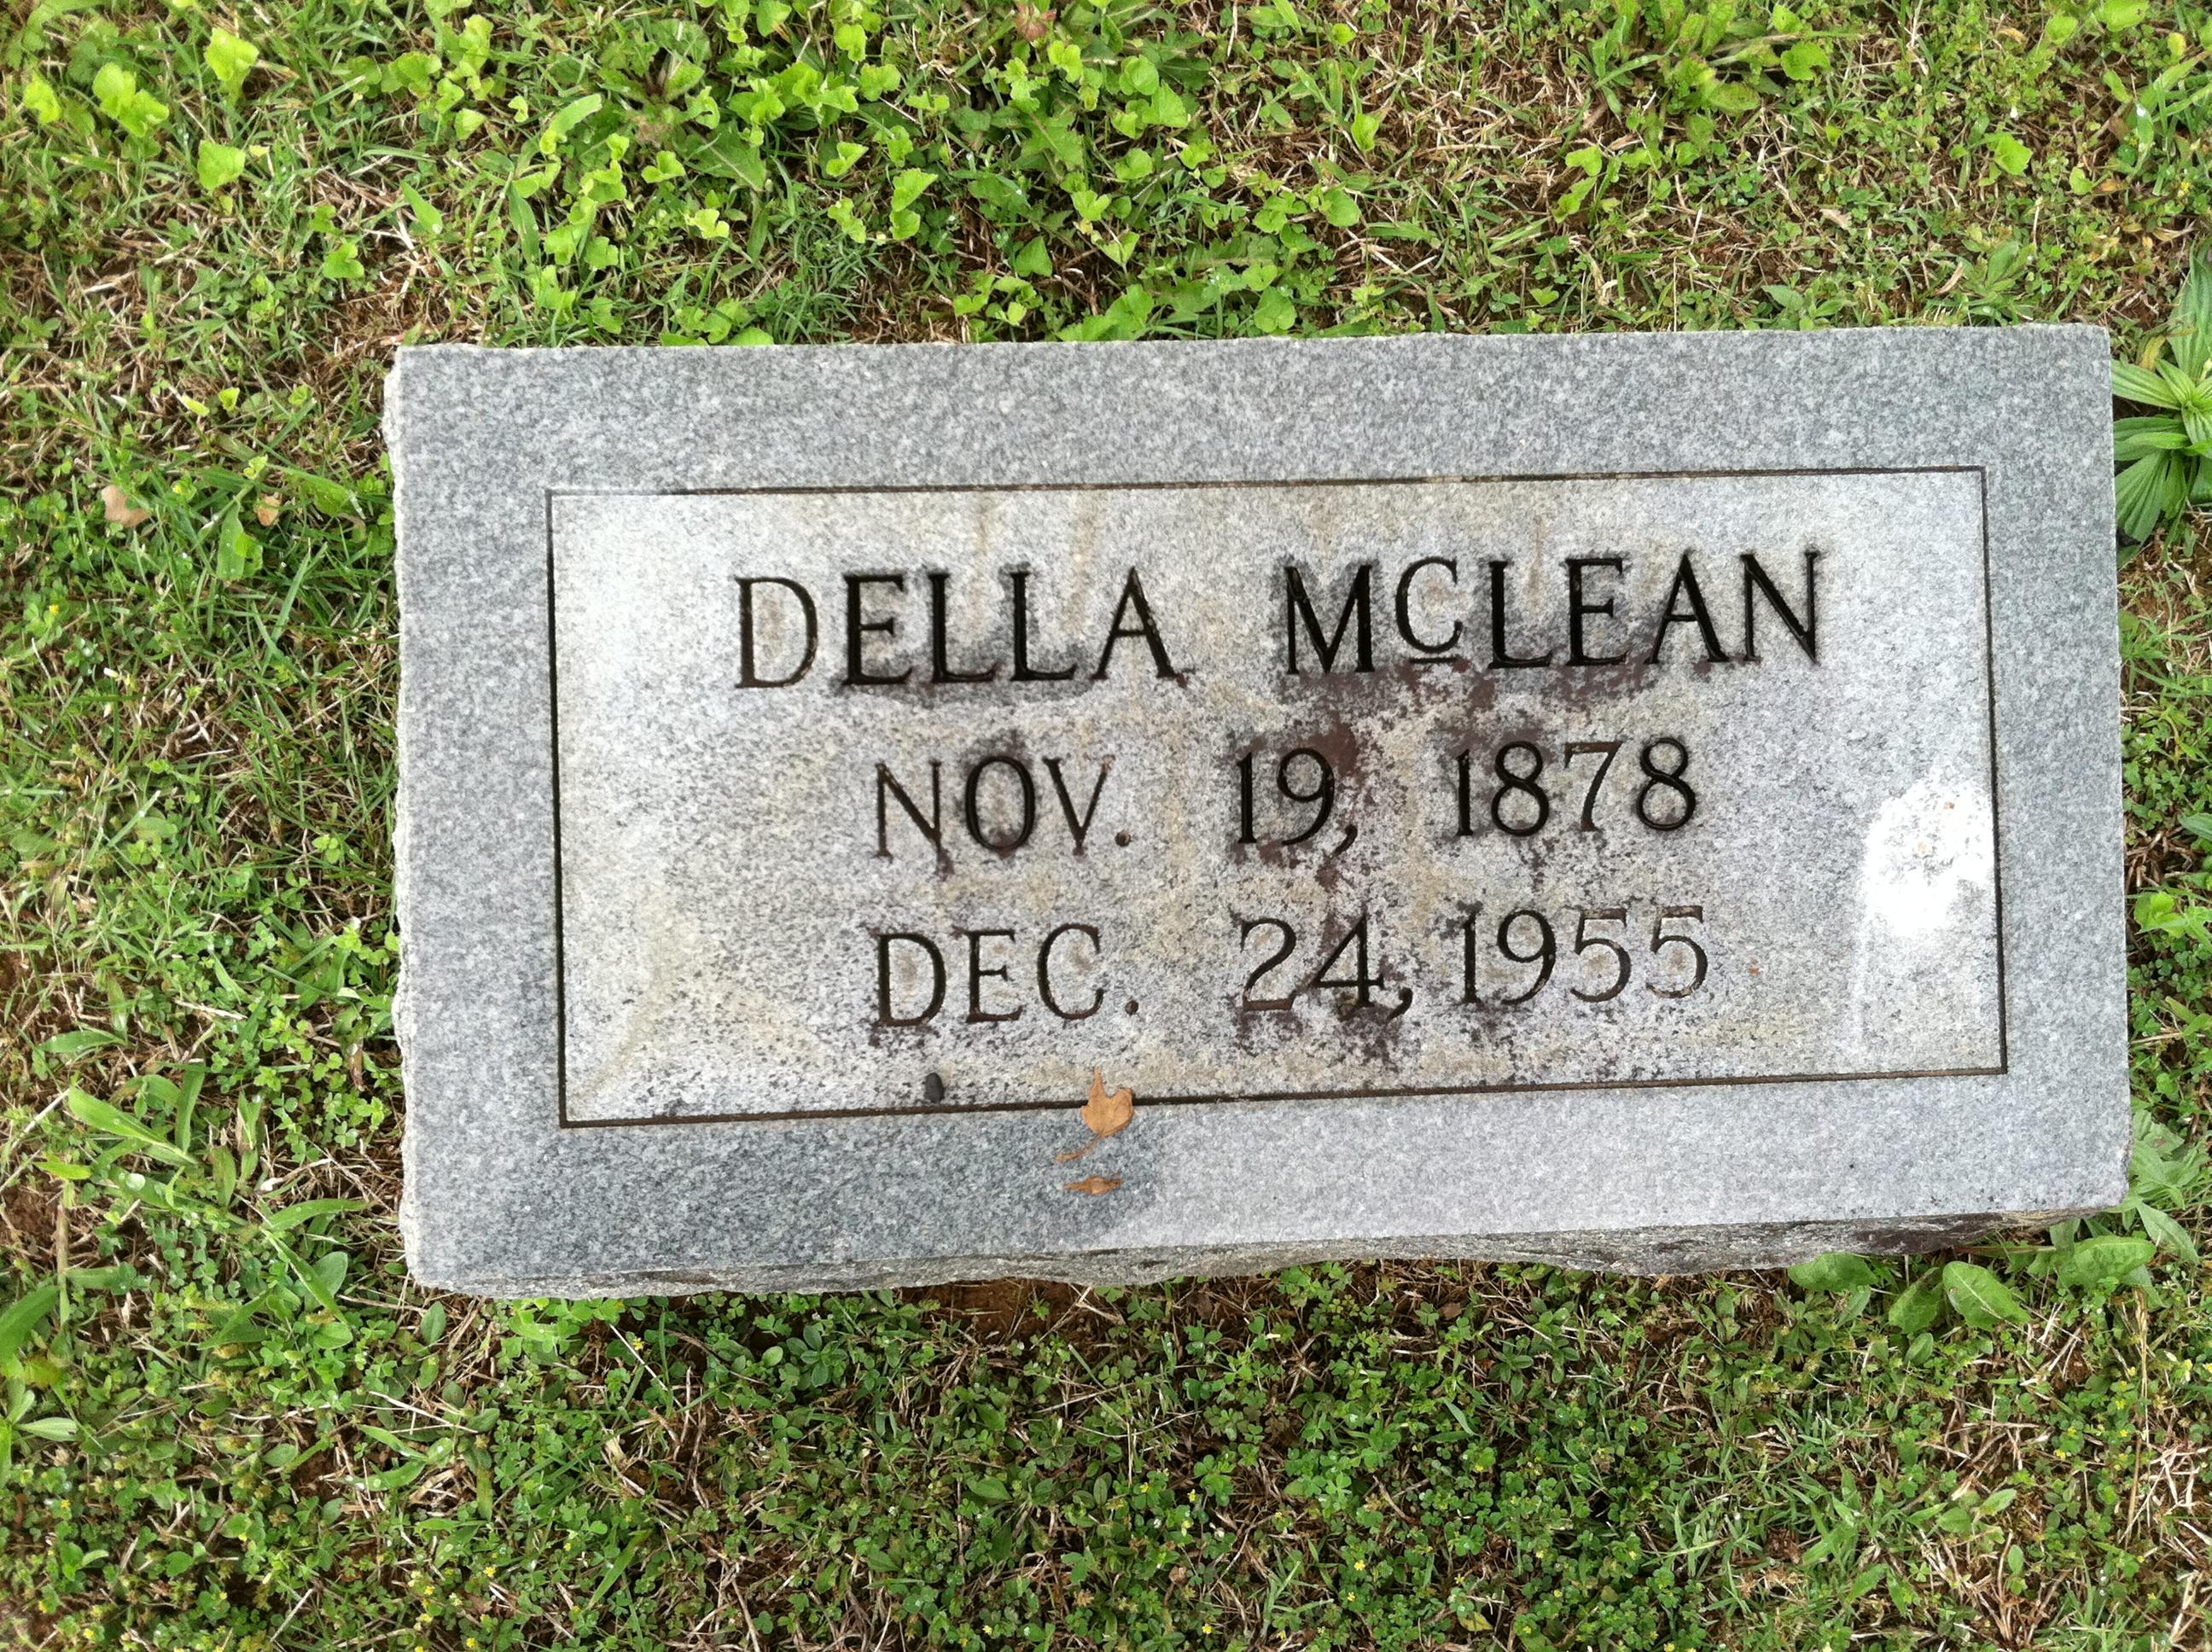 DELLA McLEAN
NOV. 19, 1878
DEC. 24, 1955